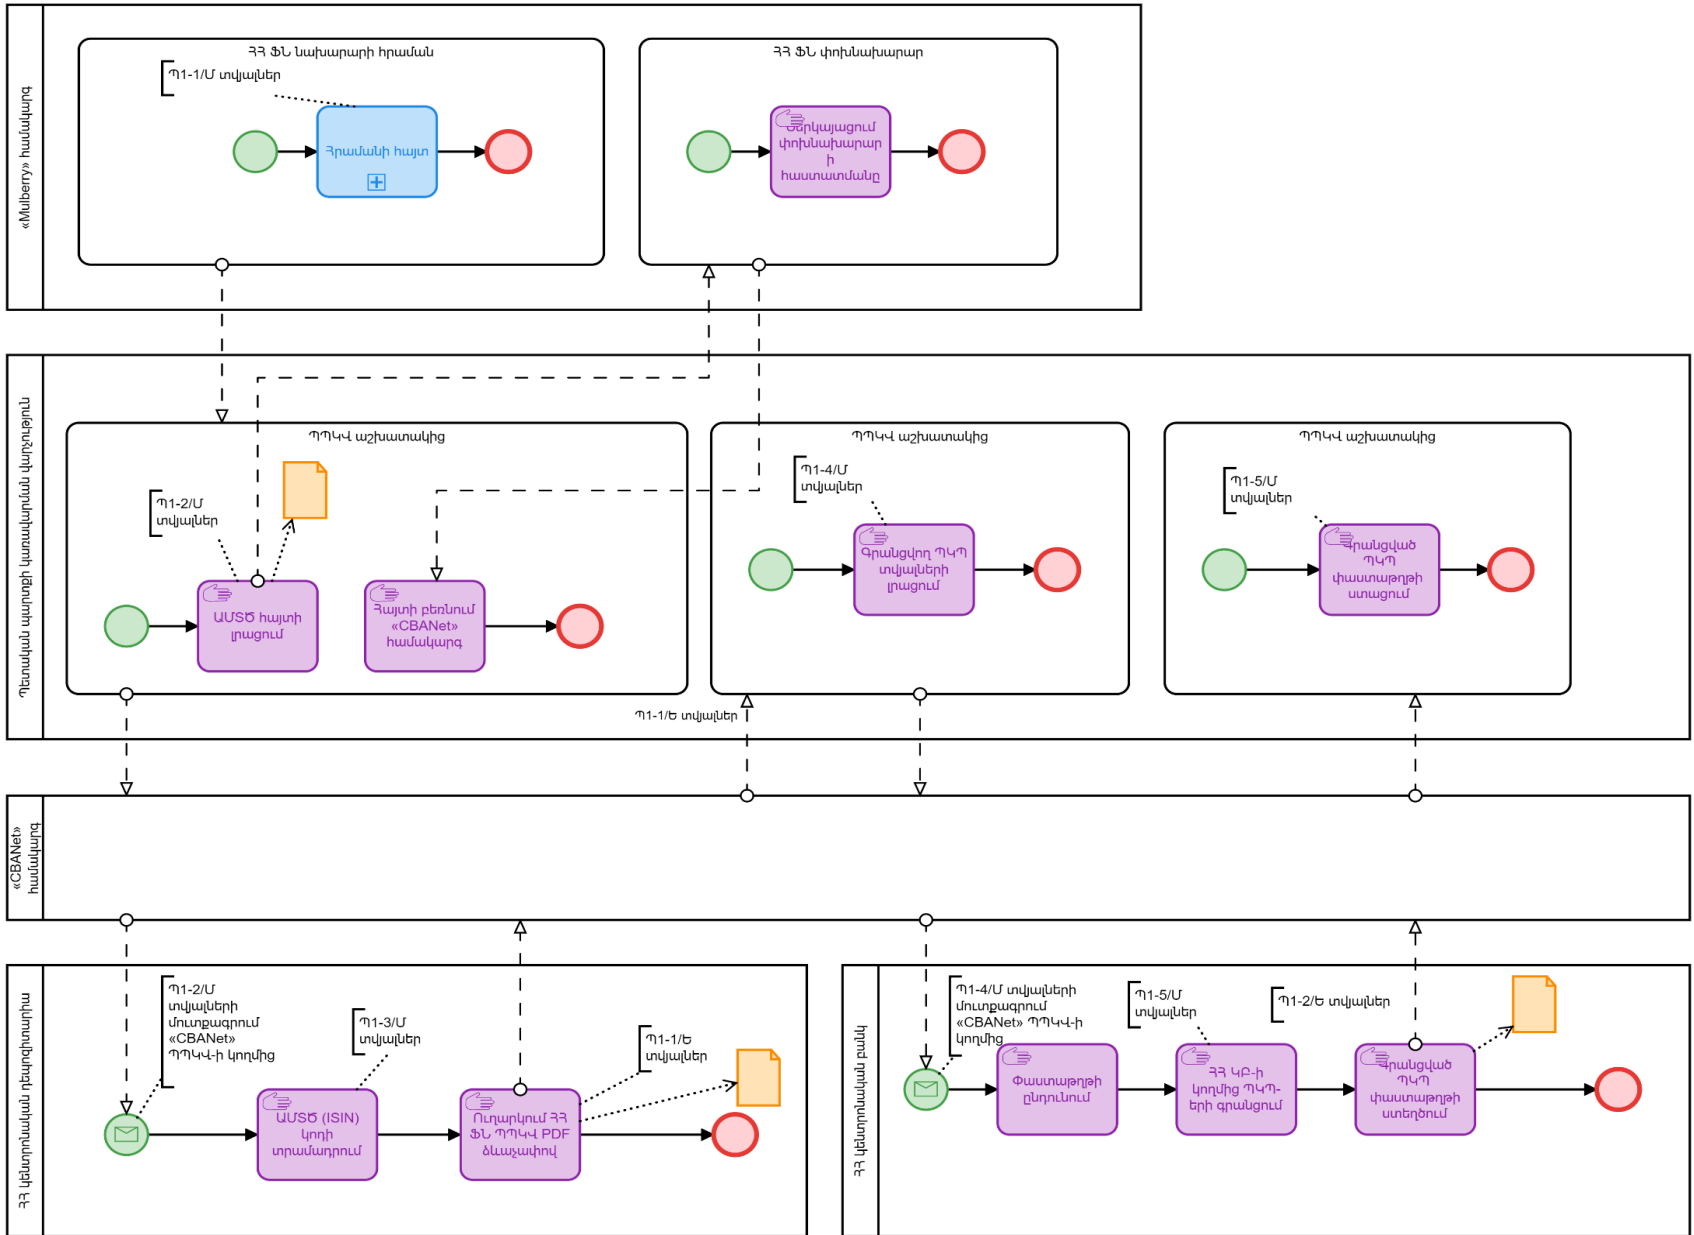 «Mulberry» համակարգ
ՀՀ ՖՆ նախարարի հրաման
Պ1-1/Մ տվյալներ
Հրամանի հայտ
ՀՀ ՖՆ փոխնախարար
Ներկայացում
փոխնախարար
ի
հաստատմանը
Պետական պարտքի կառավարման վարչություն
ՊՊԿՎ աշխատակից
Պ1-2/Մ
տվյալներ
ԱՄՏԾ հայտի
լրացում
Հայտի բեռնում
«CBANet»
համակարգ
ՊՊԿՎ աշխատակից
Պ1-4/Մ
տվյալներ
Գրանցվող ՊԿՊ
տվյալների
լրացում
ՊՊԿՎ աշխատակից
Պ1-5/Մ
տվյալներ
Գրանցված
ՊԿՊ
փաստաթղթի
ստացում
Պ1-1/Ե տվյալներ
«CBANet»
համակարգ
ՀՀ կենտրոնական դեպոզիտարիա
Պ1-2/Մ
տվյալների
մուտքագրում
«CBANet»
ՊՊԿՎ-ի կողմից
Պ1-3/Մ
տվյալներ
ԱՄՏԾ (ISIN)
կոդի
տրամադրում
Պ1-1/Ե
տվյալներ
Ուղարկում ՀՀ
ՖՆ ՊՊԿՎ PDF
ձևաչափով
ՀՀ կենտրոնական բանկ
Պ1-4/Մ տվյալների
մուտքագրում
«CBANet» ՊՊԿՎ-ի
կողմից
Փաստաթղթի
ընդունում
Պ1-5/Մ
տվյալներ
ՀՀ ԿԲ-ի
կողմից ՊԿՊ-
երի գրանցում
Պ1-2/Ե տվյալներ
Գրանցված
ՊԿՊ
փաստաթղթի
ստեղծում